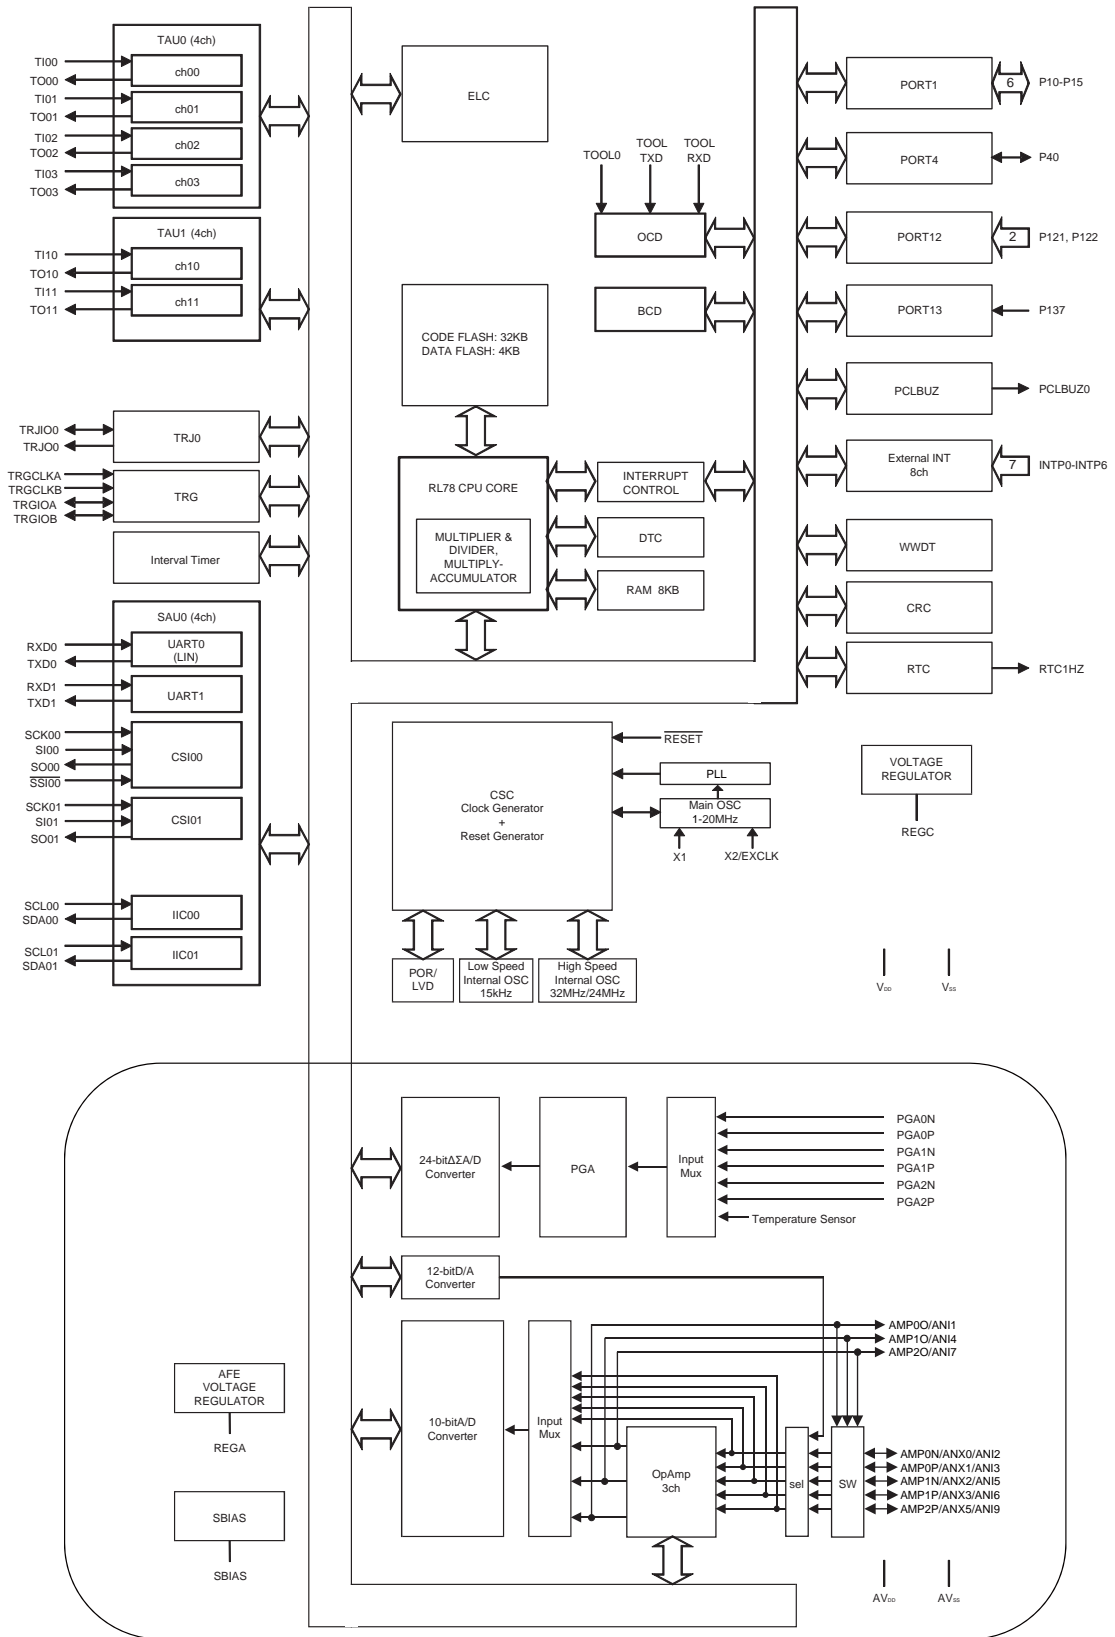 TAU0 (4ch)
TI00
TO00
ch00
TI01
TO01
ch01
TI02
TO02
ch02
TI03
TO03
ch03
TAU1 (4ch)
TI10
TO10
ch10
TI11
TO11
ch11
TRJIO0
TRJO0
TRJ0
TRGCLKA
TRGCLKB
TRGIOA
TRGIOB
TRG
Interval Timer
SAU0 (4ch)
RXD0
TXD0
UART0
(LIN)
RXD1
TXD1
UART1
SCK00
SI00
SO00
SSI00
CSI00
SCK01
SI01
SO01
CSI01
SCL00
SDA00
IIC00
SCL01
SDA01
IIC01
ELC
TOOL0
TOOL
TXD
TOOL
RXD
OCD
BCD
CODE FLASH: 32KB
DATA FLASH: 4KB
RL78 CPU CORE
MULTIPLIER &
DIVIDER,
MULTIPLY-
ACCUMULATOR
INTERRUPT
CONTROL
DTC
RAM 8KB
PORT1
6
P10-P15
PORT4
P40
PORT12
2
P121, P122
PORT13
P137
PCLBUZ
PCLBUZ0
External INT
8ch
7
INTP0-INTP6
WWDT
CRC
RTC
RTC1HZ
CSC
Clock Generator
+
Reset Generator
RESET
PLL
Main OSC
1-20MHz
X1
X2/EXCLK
POR/
LVD
Low Speed
Internal OSC
15kHz
High Speed
Internal OSC
32MHz/24MHz
VOLTAGE
REGULATOR
REGC
VDD
VSS
24-bitΔΣA/D
Converter
PGA
Input
Mux
PGA0N
PGA0P
PGA1N
PGA1P
PGA2N
PGA2P
Temperature Sensor
12-bitD/A
Converter
10-bitA/D
Converter
Input
Mux
OpAmp
3ch
sel
SW
AMP0O/ANI1
AMP1O/ANI4
AMP2O/ANI7
AMP0N/ANX0/ANI2
AMP0P/ANX1/ANI3
AMP1N/ANX2/ANI5
AMP1P/ANX3/ANI6
AMP2P/ANX5/ANI9
AFE
VOLTAGE
REGULATOR
REGA
SBIAS
SBIAS
AVDD
AVSS